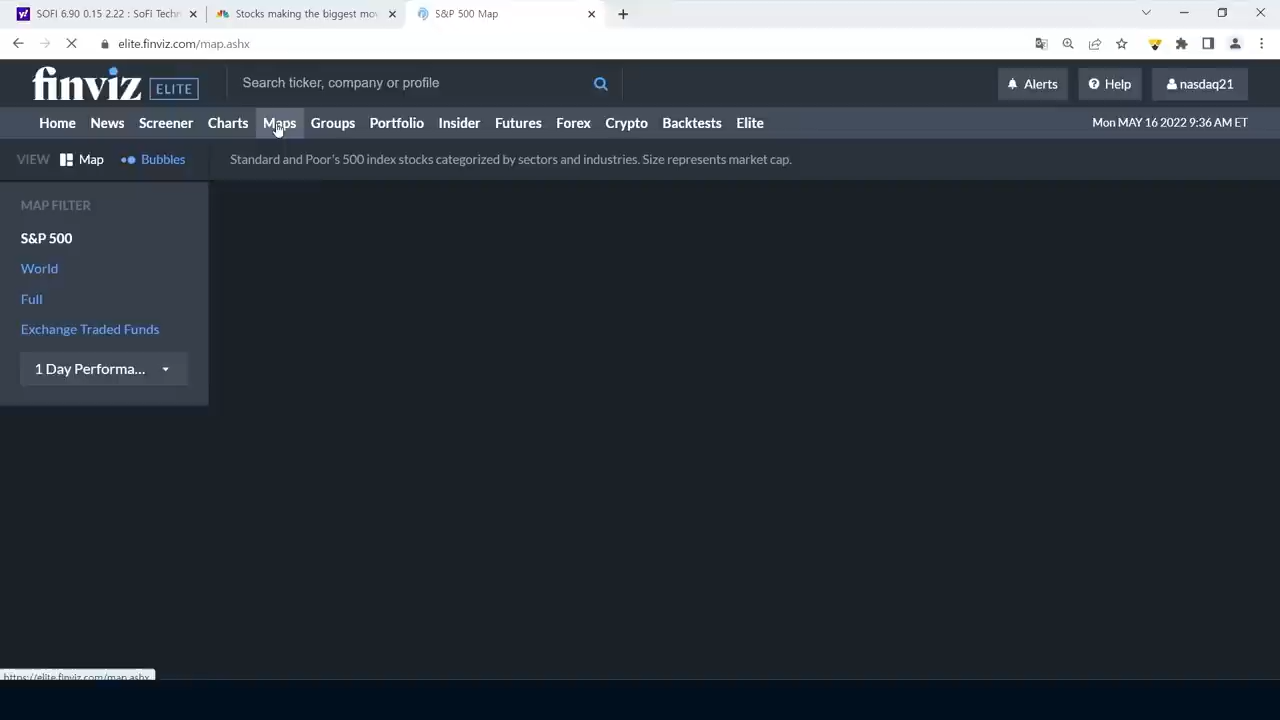 SOFI 6.90 0.15 2.22 : SoFi Techn
Stocks making the biggest mov
S&P 500 Map
elite.finviz.com/map.ashx
finviz ELITE
Search ticker, company or profile
Alerts
Help
nasdaq21
Home News Screener Charts Maps Groups Portfolio Insider Futures Forex Crypto Backtests Elite
Mon MAY 16 2022 9:36 AM ET
VIEW Map Bubbles
Standard and Poor's 500 index stocks categorized by sectors and industries. Size represents market cap.
MAP FILTER
S&P 500
World
Full
Exchange Traded Funds
1 Day Performa...
https://elite.finviz.com/map.ashx